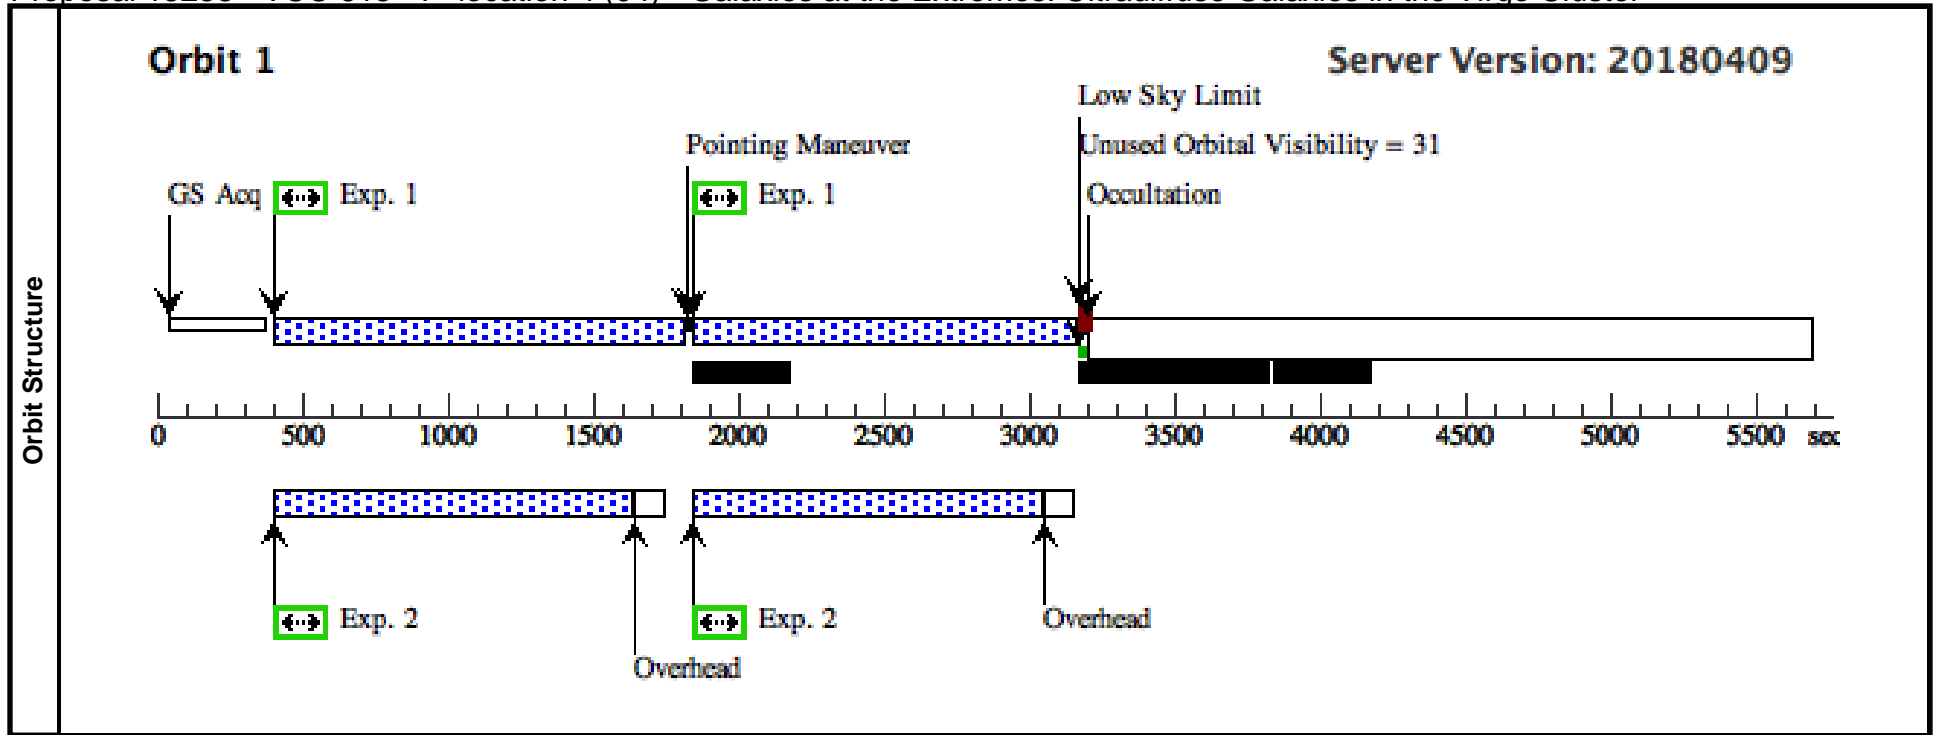 Orbit 1
Server Version: 20180409
Low Sky Limit
Pointing Maneuver
Unused Orbital Visibility = 31
GS Acq
Exp. 1
Exp. 1
Occultation
Orbit Structure
0 500 1000 1500 2000 2500 3000 3500 4000 4500 5000 5500 sec
Exp. 2
Exp. 2
Overhead
Overhead